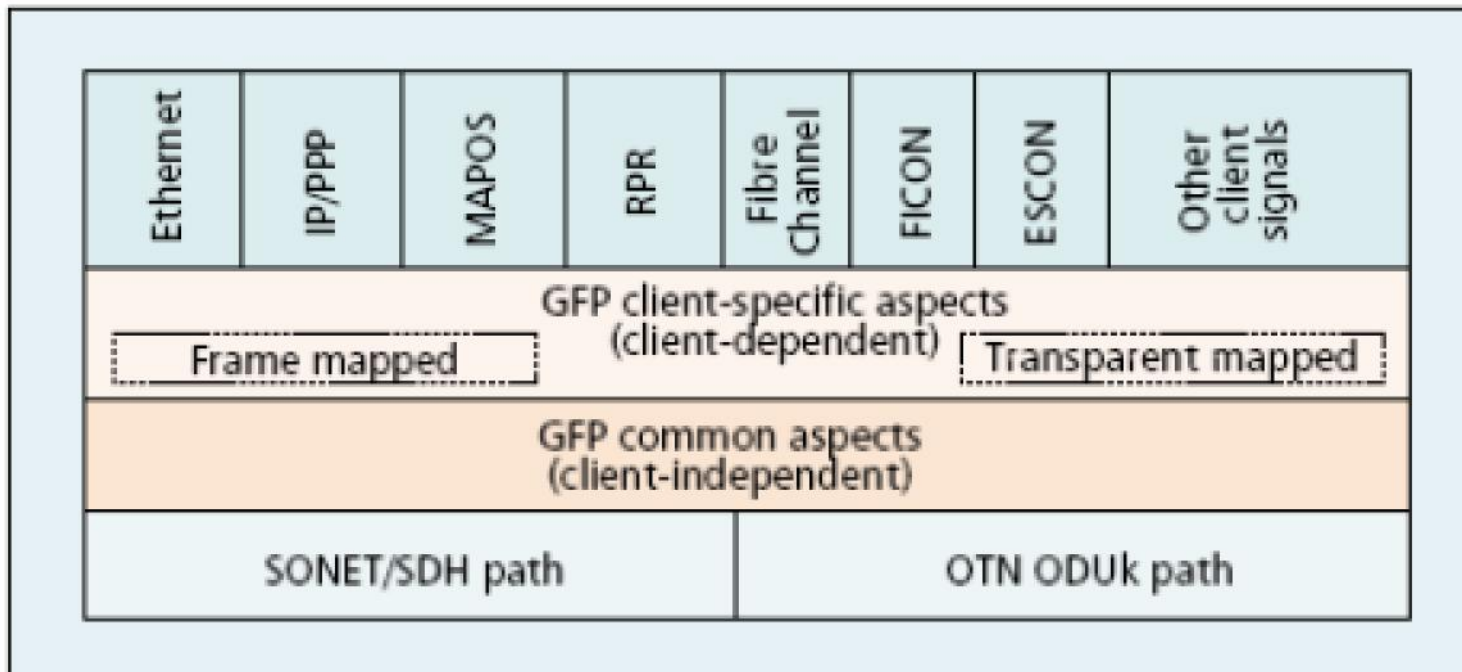 Ethernet
IP/PPP
MAPOS
RPR
Fibre
Channel
FICON
ESCON
Other
client
signals
GFP client-specific aspects
(client-dependent)
Frame mapped
Transparent mapped
GFP common aspects
(client-independent)
SONET/SDH path
OTN ODUk path